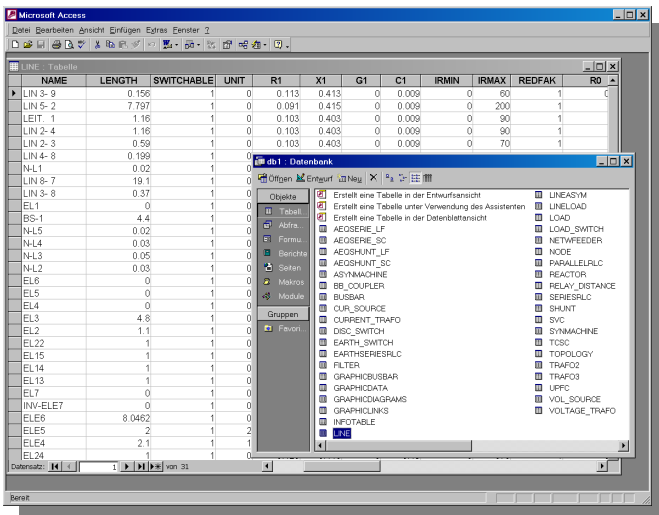 Microsoft Access
Datei Bearbeiten Ansicht Einfügen Extras Fenster ?
LINE : Tabelle
NAME LENGTH SWITCHABLE UNIT R1 X1 G1 C1 IRMIN IRMAX REDFAK R0
LIN 3- 9 0.156 1 0 0.113 0.413 0 0.009 0 60 1 0
LIN 5- 2 7.797 1 0 0.091 0.415 0 0.009 0 200 1
LEIT. 1 1.16 1 0 0.103 0.403 0 0.009 0 90 1
LIN 2- 4 1.16 1 0 0.103 0.403 0 0.009 0 90 1
LIN 2- 3 0.59 1 0 0.103 0.403 0 0.009 0 70 1
LIN 4- 8 0.199 1 0
N-L1 0.02 1 0
LIN 8- 7 19.1 1 0
LIN 3- 8 0.37 1 0
EL1 0 1 0
BS-1 4.4 1 0
N-L5 0.02 1 0
N-L4 0.03 1 0
N-L3 0.05 1 0
N-L2 0.03 1 0
EL6 0 1 0
EL5 0 1 0
EL4 0 1 0
EL3 4.8 1 0
EL2 1.1 1 0
EL22 1 1 0
EL15 1 1 0
EL14 1 1 0
EL13 1 1 0
EL7 0 1 0
INV-ELE7 0 1 0
ELE6 8.0462 1 0
ELE5 2 1 2
ELE4 2.1 1 1
EL24 1 1 0
Datensatz: 1 von 31
Bereit
db1 : Datenbank
Öffnen Entwurf Neu
Objekte
Tabell...
Abfra...
Formu...
Berichte
Seiten
Makros
Module
Gruppen
Favori...
Erstellt eine Tabelle in der Entwurfsansicht
Erstellt eine Tabelle unter Verwendung des Assistenten
Erstellt eine Tabelle in der Datenblattansicht
AEQSERIE_LF
AEQSERIE_SC
AEQSHUNT_LF
AEQSHUNT_SC
ASYNMACHINE
BB_COUPLER
BUSBAR
CUR_SOURCE
CURRENT_TRAFO
DISC_SWITCH
EARTH_SWITCH
EARTHSERIESRLC
FILTER
GRAPHICBUSBAR
GRAPHICDATA
GRAPHICDIAGRAMS
GRAPHICLINKS
INFOTABLE
LINE
LINEASYM
LINELOAD
LOAD
LOAD_SWITCH
NETWFEEDER
NODE
PARALLELRLC
REACTOR
RELAY_DISTANCE
SERIESRLC
SHUNT
SVC
SYNMACHINE
TCSC
TOPOLOGY
TRAFO2
TRAFO3
UPFC
VOL_SOURCE
VOLTAGE_TRAFO